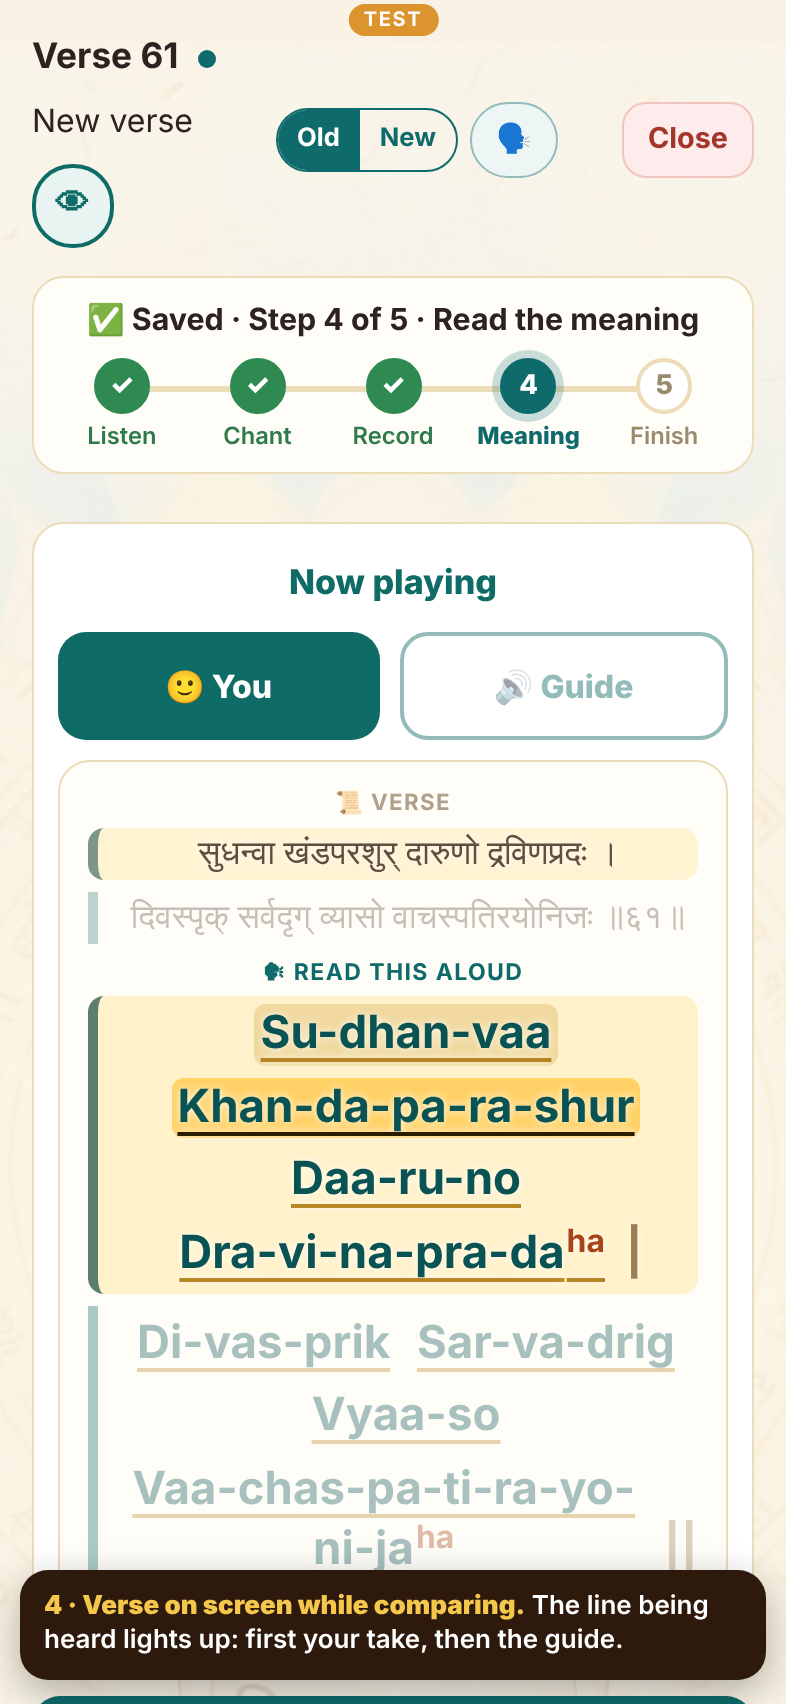 TEST
Verse 61
New verse
Old New
Close
✅ Saved · Step 4 of 5 · Read the meaning
4 5
Listen Chant Record Meaning Finish
Now playing
🙂 You
🔊 Guide
📜 VERSE
सुधन्वा खंडपरशुर् दारुणो द्रविणप्रदः ।
दिवस्पृक् सर्वदृग् व्यासो वाचस्पतिरयोनिजः ॥६१॥
🗣 READ THIS ALOUD
Su-dhan-vaa
Khan-da-pa-ra-shur
Daa-ru-no
Dra-vi-na-pra-daha |
Di-vas-prik Sar-va-drig
Vyaa-so
Vaa-chas-pa-ti-ra-yo-
ni-jaha ||
4 · Verse on screen while comparing. The line being
heard lights up: first your take, then the guide.